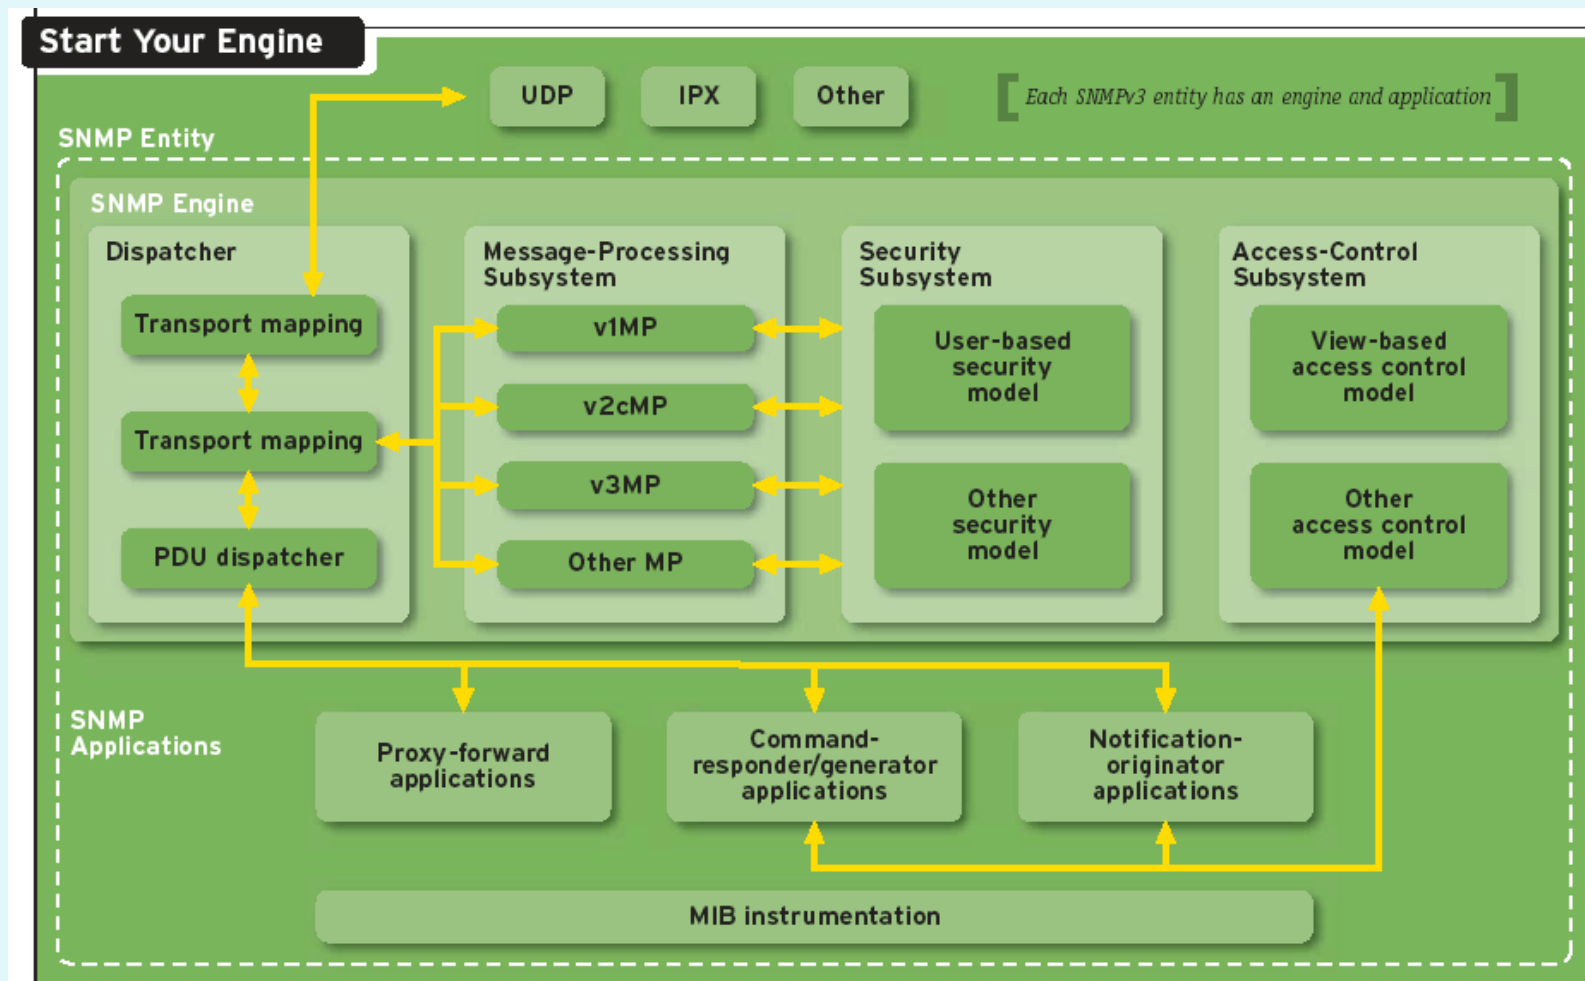 Start Your Engine
UDP
IPX
Other
Each SNMPv3 entity has an engine and application
SNMP Entity
SNMP Engine
Dispatcher
Transport mapping
Transport mapping
PDU dispatcher
Message-Processing
Subsystem
v1MP
v2cMP
v3MP
Other MP
Security
Subsystem
User-based
security
model
Other
security
model
Access-Control
Subsystem
View-based
access control
model
Other
access control
model
SNMP
Applications
Proxy-forward
applications
Command-
responder/generator
applications
Notification-
originator
applications
MIB instrumentation